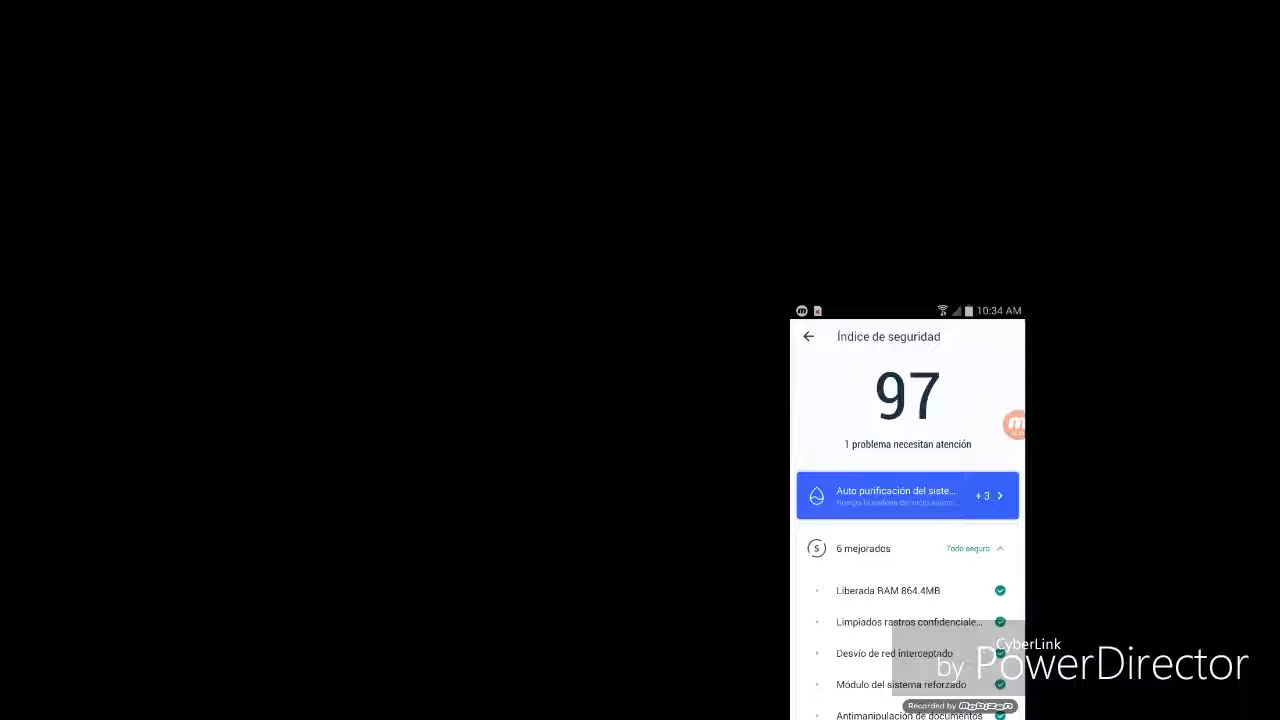 10:34 AM
Índice de seguridad
97
1 problema necesitan atención
Auto purificación del siste...
+ 3
6 mejorados
Todo seguro
Liberada RAM 864.4MB
Limpiados rastros confidenciale...
Desvío de red interceptado
Módulo del sistema reforzado
Antimanipulación de documentos
CyberLink
by PowerDirector
Recorded by Mobizen